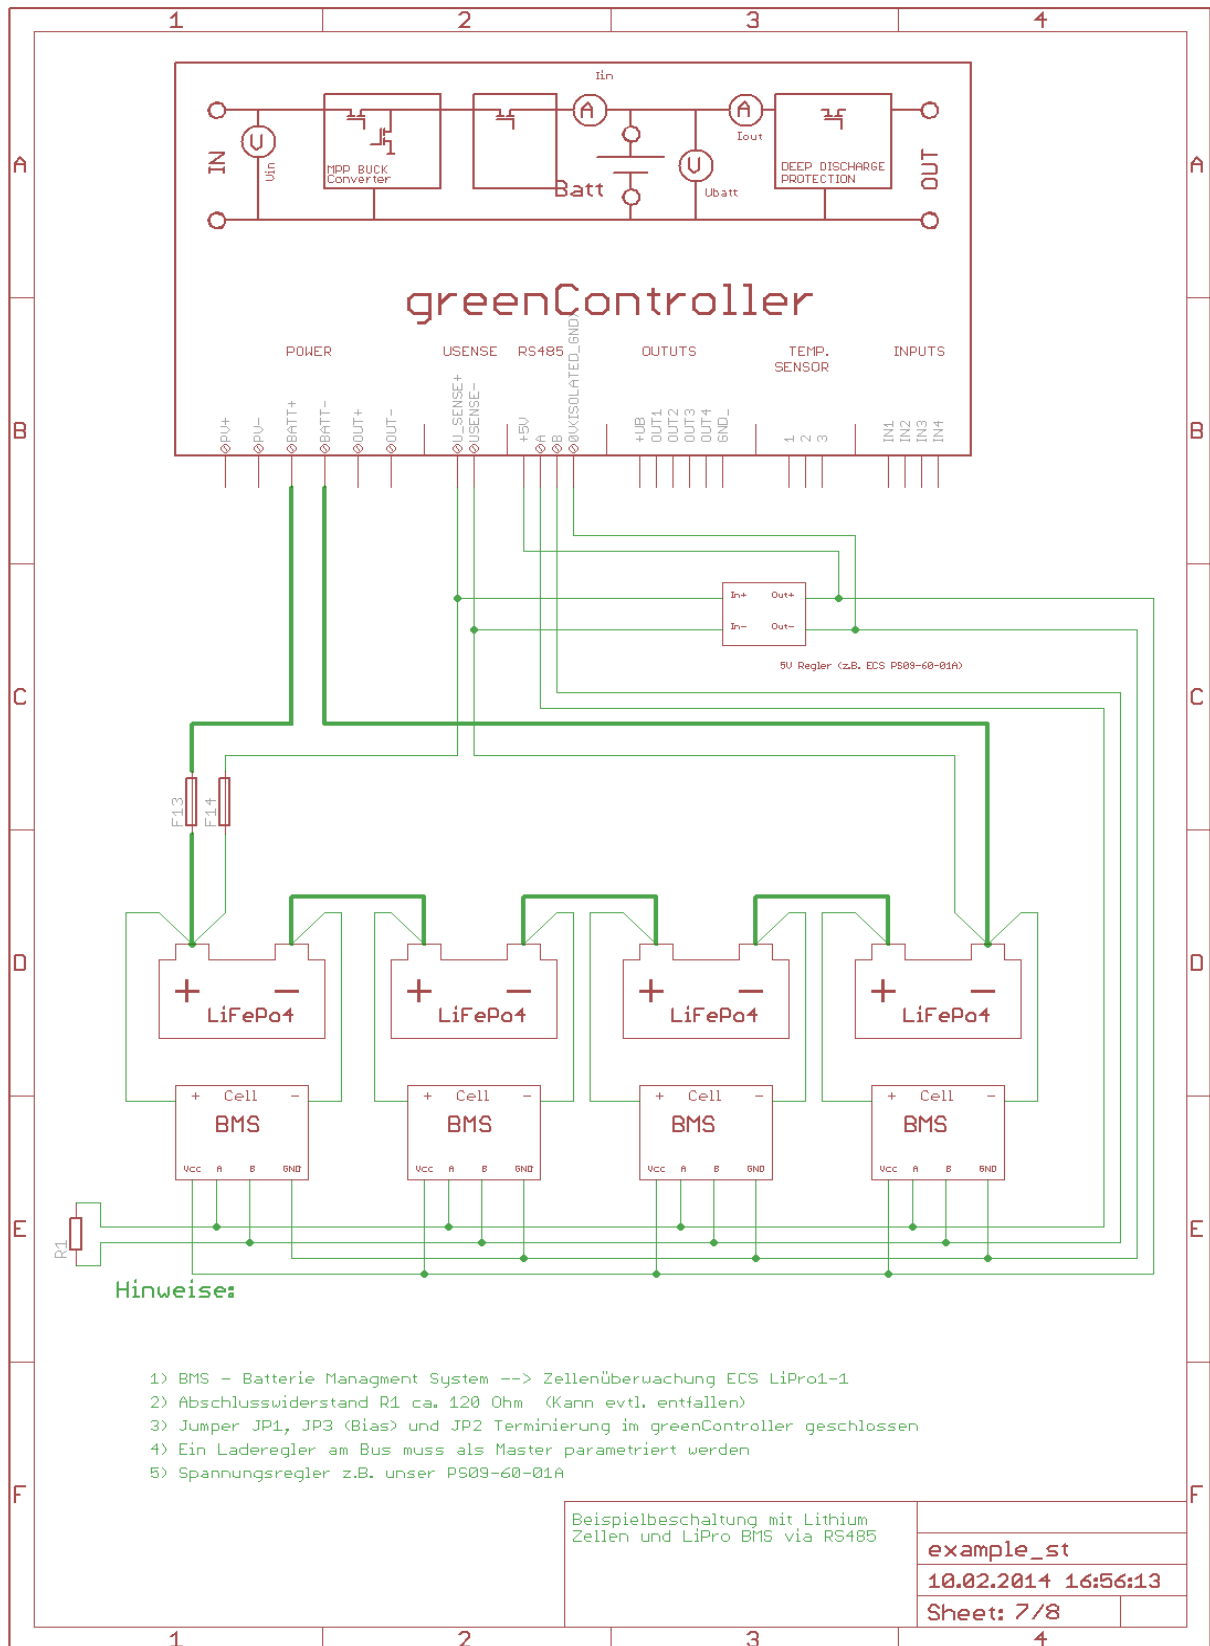 1 2 3 4
A A
Iin
Iout
IN
Vin
MPP BUCK
Converter
Batt
Ubatt
DEEP DISCHARGE
PROTECTION
OUT
A A
V V
greenController
POWER USENSE RS485 OUTUTS TEMP. INPUTS
SENSOR
PV+ PV- BATT+ BATT- OUT+ OUT- U_SENSE+ USENSE- +5V A B 0V(ISOLATED_GND) +UB OUT1 OUT2 OUT3 OUT4 GND_ 1 2 3 IN1 IN2 IN3 IN4
B B
In+ Out+
In- Out-
5V Regler (z.B. ECS PS09-60-01A)
C C
F13 F14
D D
+ - + - + - + -
LiFePo4 LiFePo4 LiFePo4 LiFePo4
+ Cell - + Cell - + Cell - + Cell -
BMS BMS BMS BMS
Vcc A B GND Vcc A B GND Vcc A B GND Vcc A B GND
E E
R1
Hinweise:
1) BMS - Batterie Managment System --> Zellenüberwachung ECS LiPro1-1
2) Abschlusswiderstand R1 ca. 120 Ohm (Kann evtl. entfallen)
3) Jumper JP1, JP3 (Bias) und JP2 Terminierung im greenController geschlossen
4) Ein Laderegler am Bus muss als Master parametriert werden
5) Spannungsregler z.B. unser PS09-60-01A
F F
Beispielbeschaltung mit Lithium
Zellen und LiPro BMS via RS485
example_st
10.02.2014 16:56:13
Sheet: 7/8
1 2 3 4